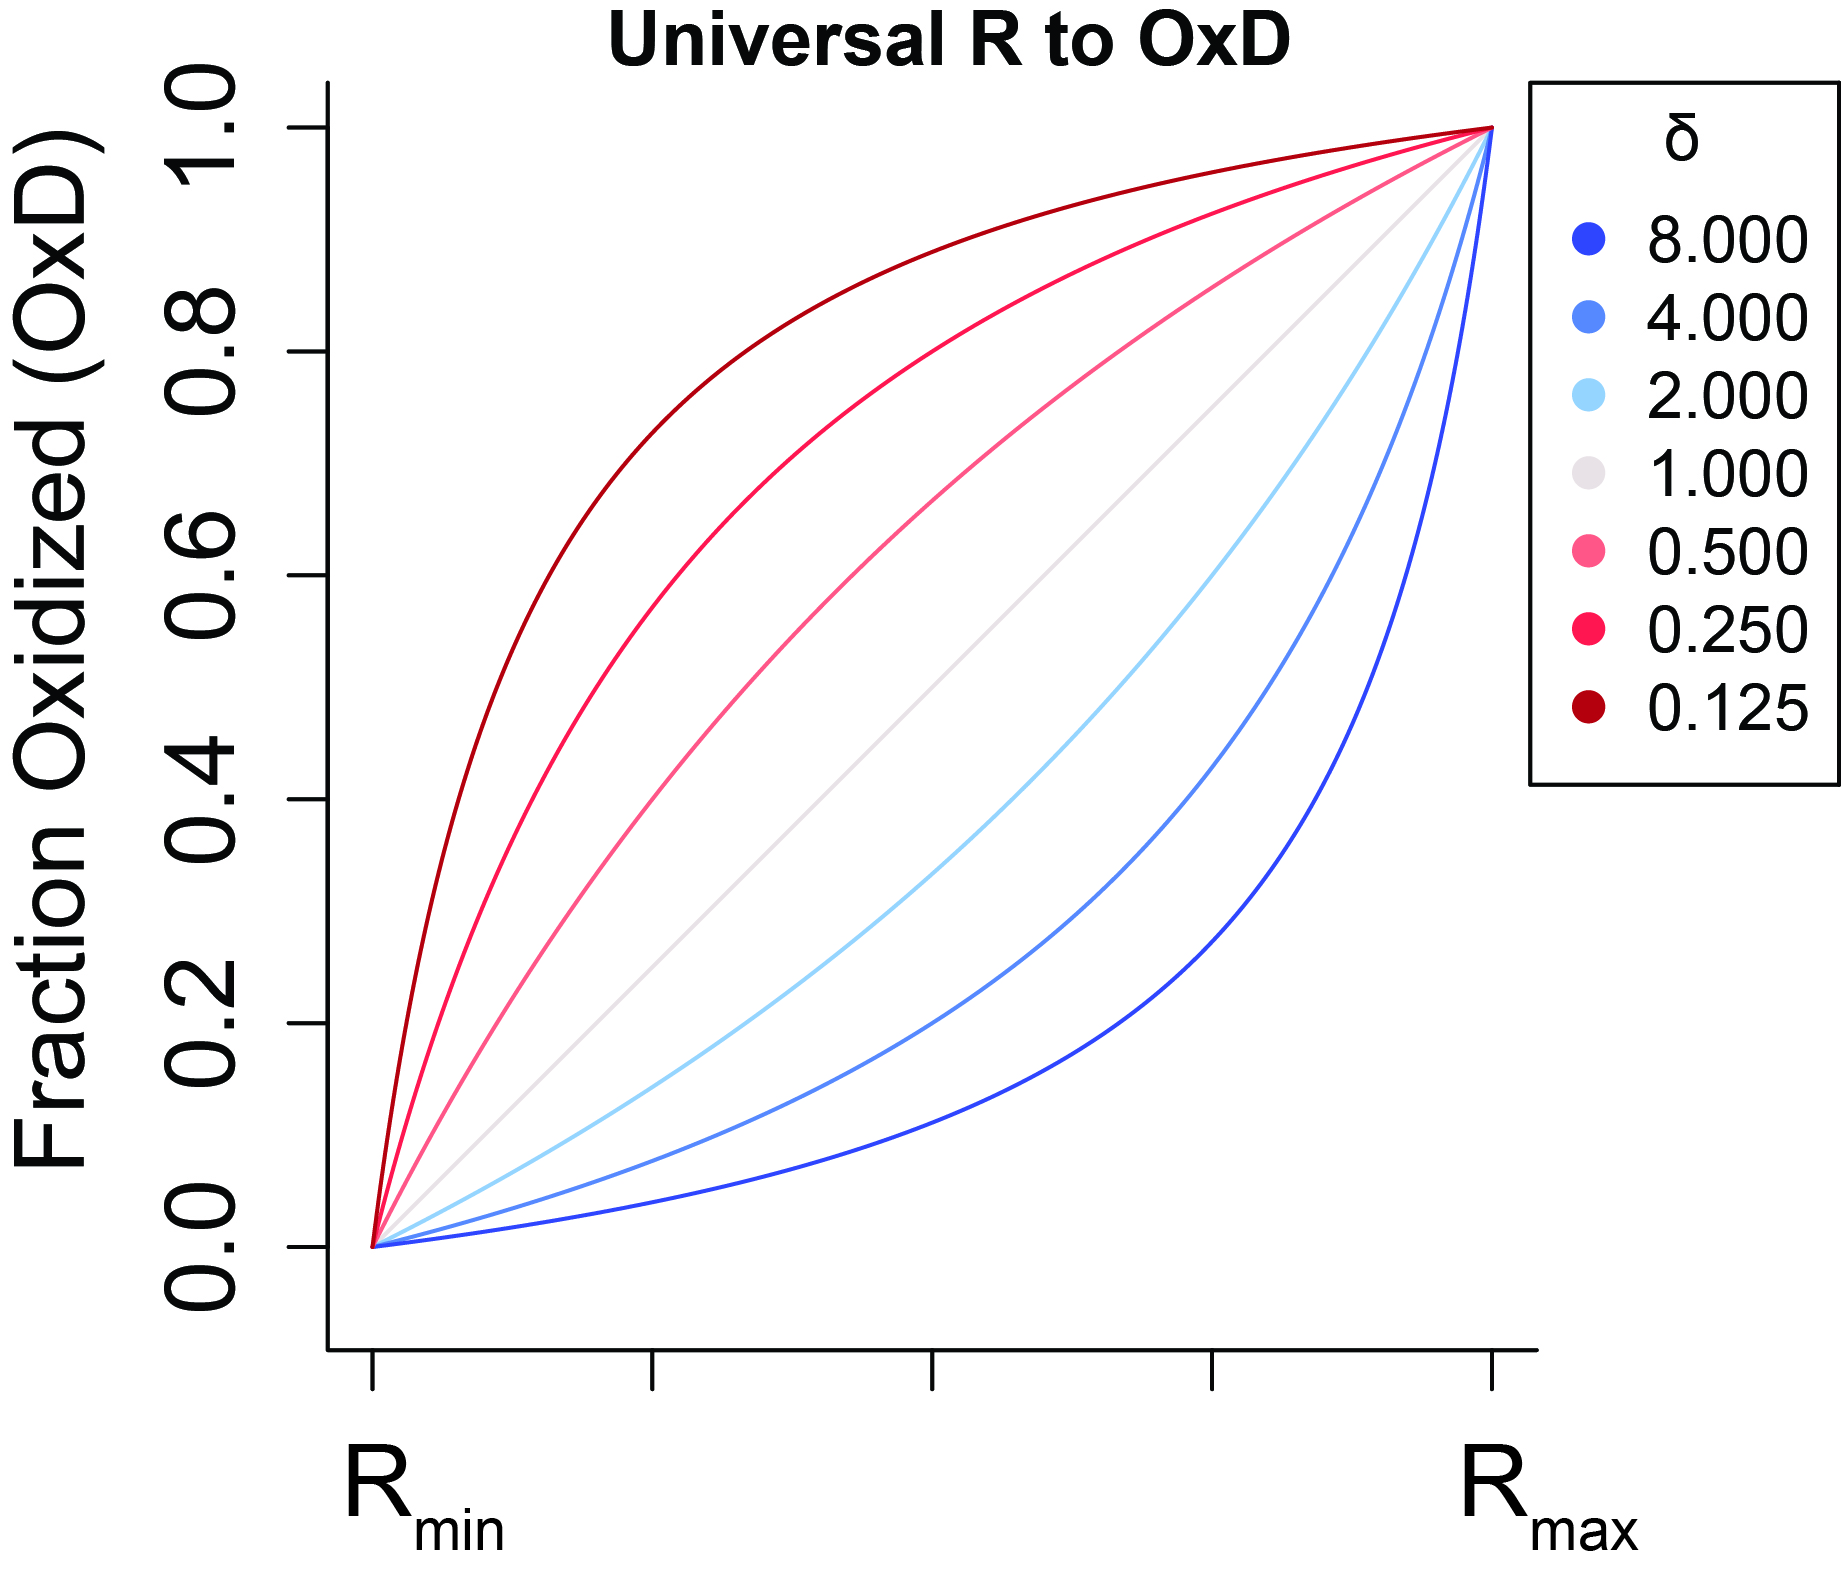 Universal R to OxD
Fraction Oxidized (OxD)
1.0
0.8
0.6
0.4
0.2
0.0
Rmin
Rmax
δ
8.000
4.000
2.000
1.000
0.500
0.250
0.125